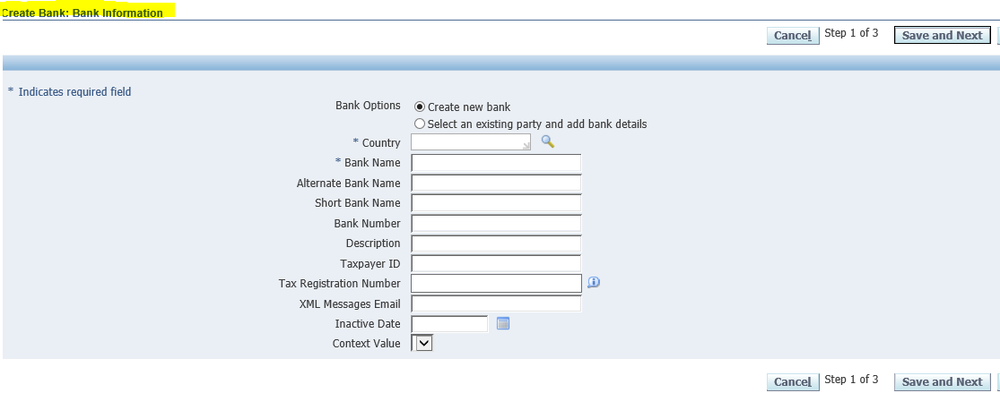 Create Bank: Bank Information
Cancel Step 1 of 3 Save and Next
* Indicates required field
Bank Options Create new bank
Select an existing party and add bank details
* Country
* Bank Name
Alternate Bank Name
Short Bank Name
Bank Number
Description
Taxpayer ID
Tax Registration Number
XML Messages Email
Inactive Date
Context Value
Cancel Step 1 of 3 Save and Next